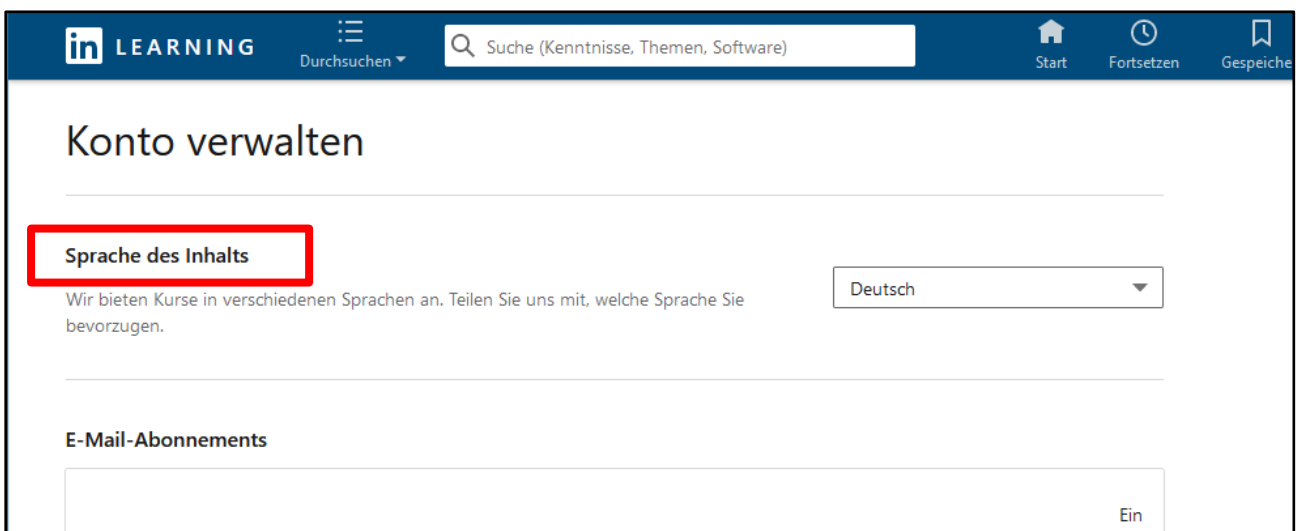 in LEARNING
Durchsuchen
Suche (Kenntnisse, Themen, Software)
Start
Fortsetzen
Gespeiche
Konto verwalten
Sprache des Inhalts
Wir bieten Kurse in verschiedenen Sprachen an. Teilen Sie uns mit, welche Sprache Sie
bevorzugen.
Deutsch
E-Mail-Abonnements
Ein